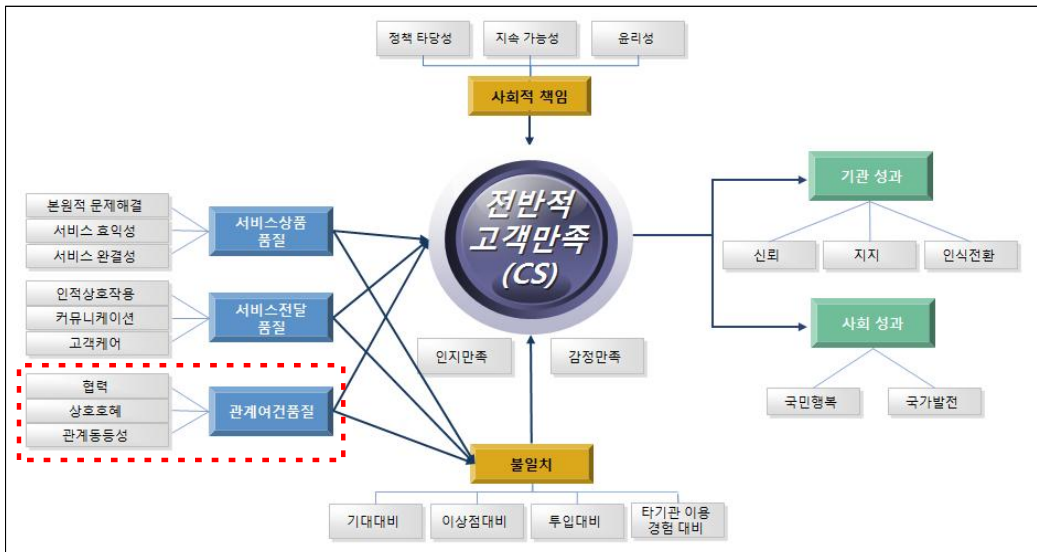 정책 타당성
지속 가능성
윤리성
사회적 책임
전반적
고객만족
(CS)
기관 성과
신뢰
지지
인식전환
사회 성과
국민행복
국가발전
본원적 문제해결
서비스 효익성
서비스 완결성
서비스상품
품질
인적상호작용
커뮤니케이션
고객케어
서비스전달
품질
협력
상호호혜
관계동등성
관계여건품질
인지만족
감정만족
불일치
기대대비
이상점대비
투입대비
타기관 이용
경험 대비